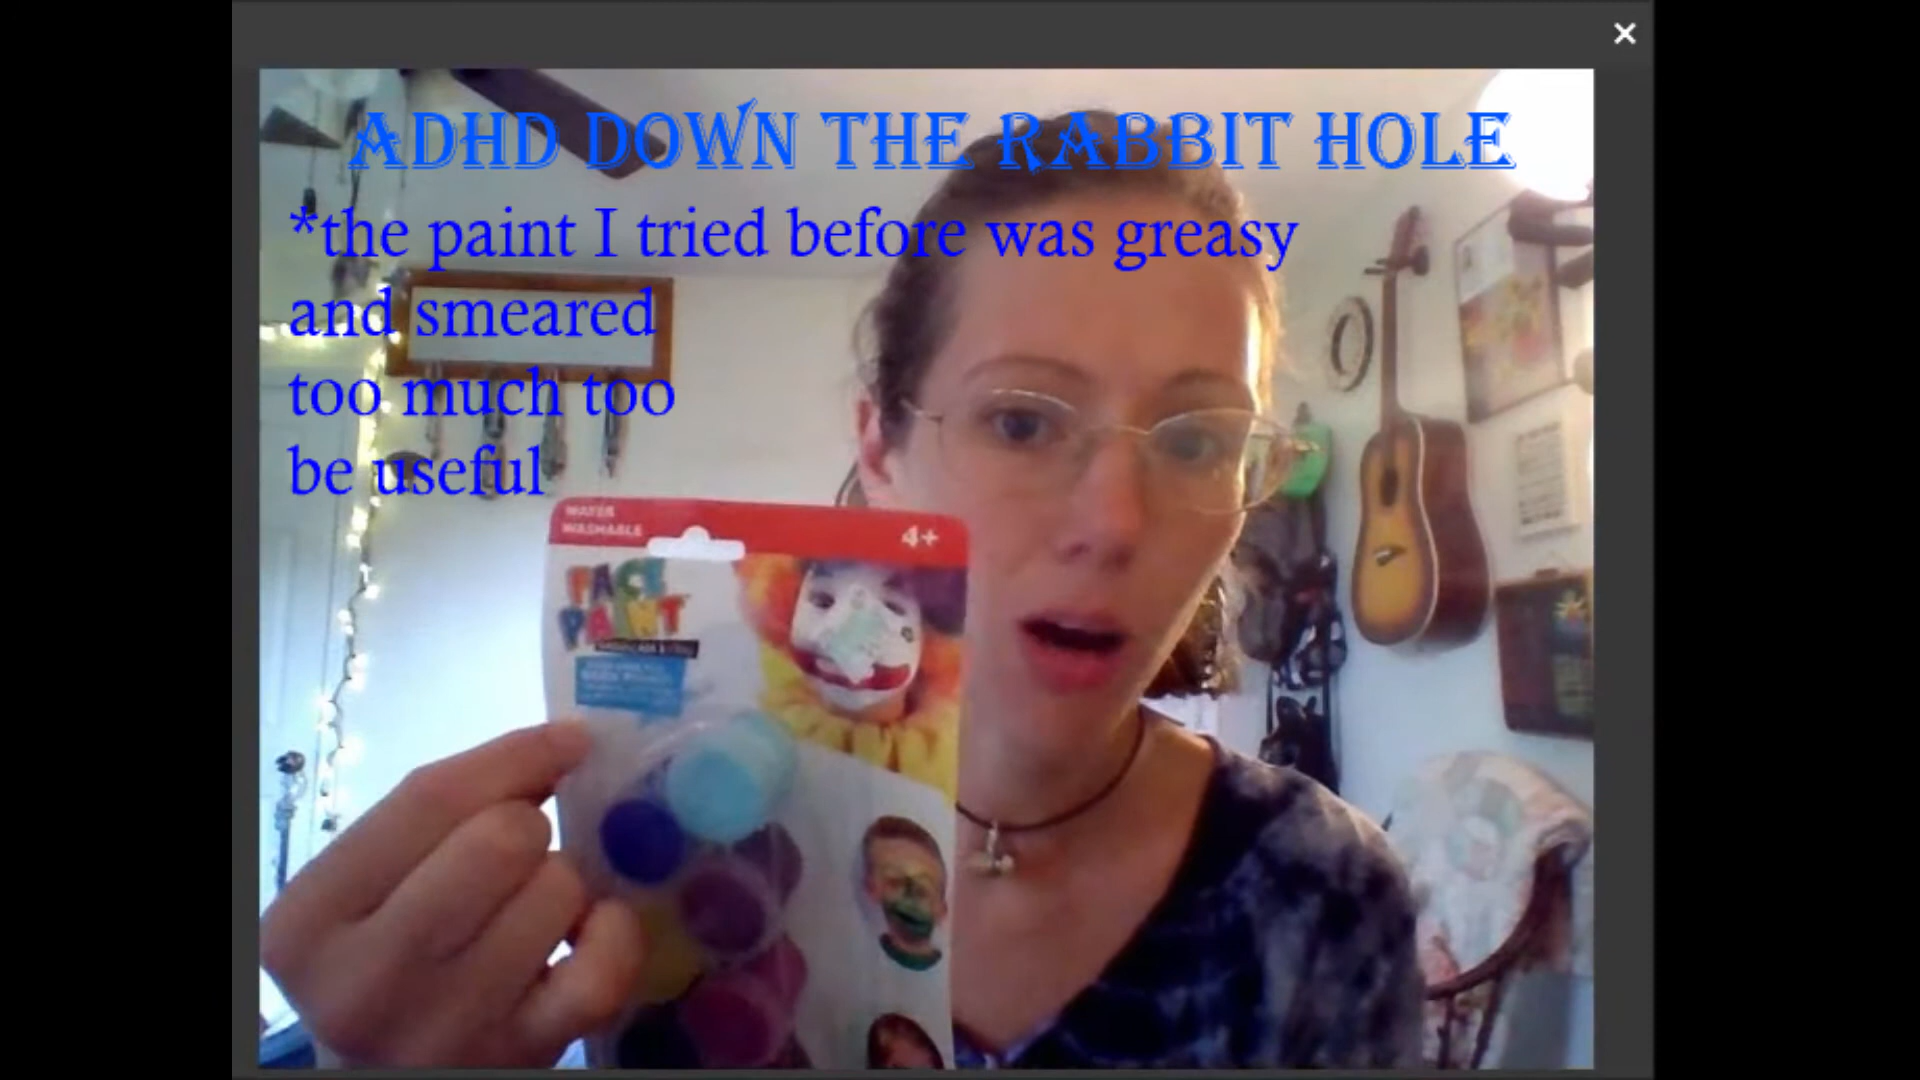 ADHD DOWN THE RABBIT HOLE
*the paint I tried before was greasy
and smeared
too much too
be useful
WATER
WASHABLE
4+
FACE
PAINT